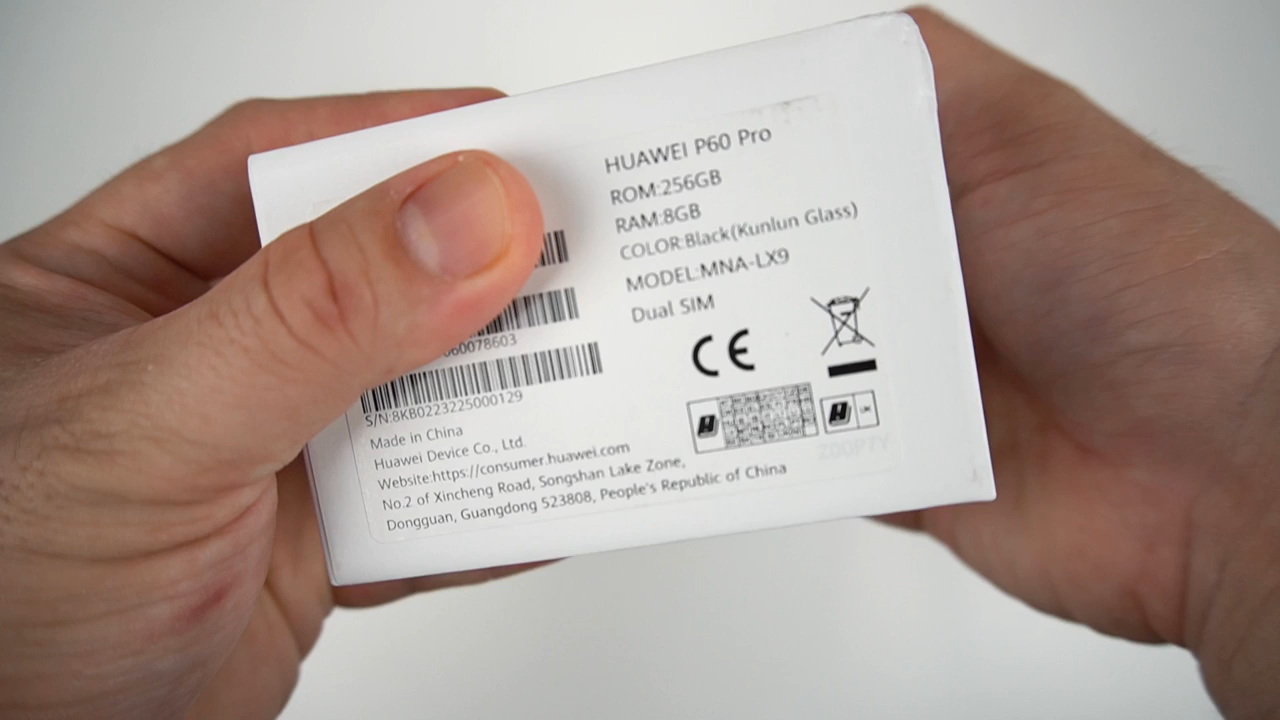 HUAWEI P60 Pro
ROM:256GB
RAM:8GB
COLOR:Black(Kunlun Glass)
MODEL:MNA-LX9
Dual SIM
CE
060078603
S/N:8KB0223225000129
Made in China
Huawei Device Co., Ltd.
Website:https://consumer.huawei.com
No.2 of Xincheng Road, Songshan Lake Zone,
Dongguan, Guangdong 523808, People's Republic of China